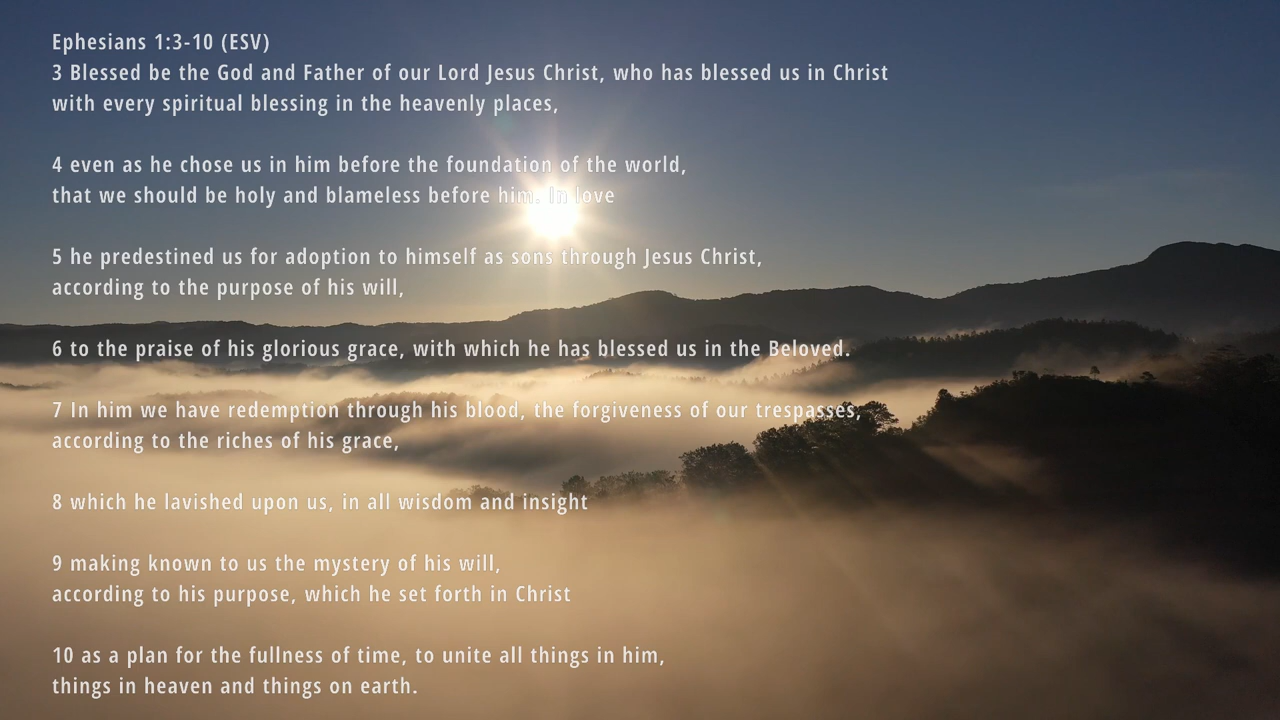 Ephesians 1:3-10 (ESV)
3 Blessed be the God and Father of our Lord Jesus Christ, who has blessed us in Christ
with every spiritual blessing in the heavenly places,
4 even as he chose us in him before the foundation of the world,
that we should be holy and blameless before him. In love
5 he predestined us for adoption to himself as sons through Jesus Christ,
according to the purpose of his will,
6 to the praise of his glorious grace, with which he has blessed us in the Beloved.
7 In him we have redemption through his blood, the forgiveness of our trespasses,
according to the riches of his grace,
8 which he lavished upon us, in all wisdom and insight
9 making known to us the mystery of his will,
according to his purpose, which he set forth in Christ
10 as a plan for the fullness of time, to unite all things in him,
things in heaven and things on earth.